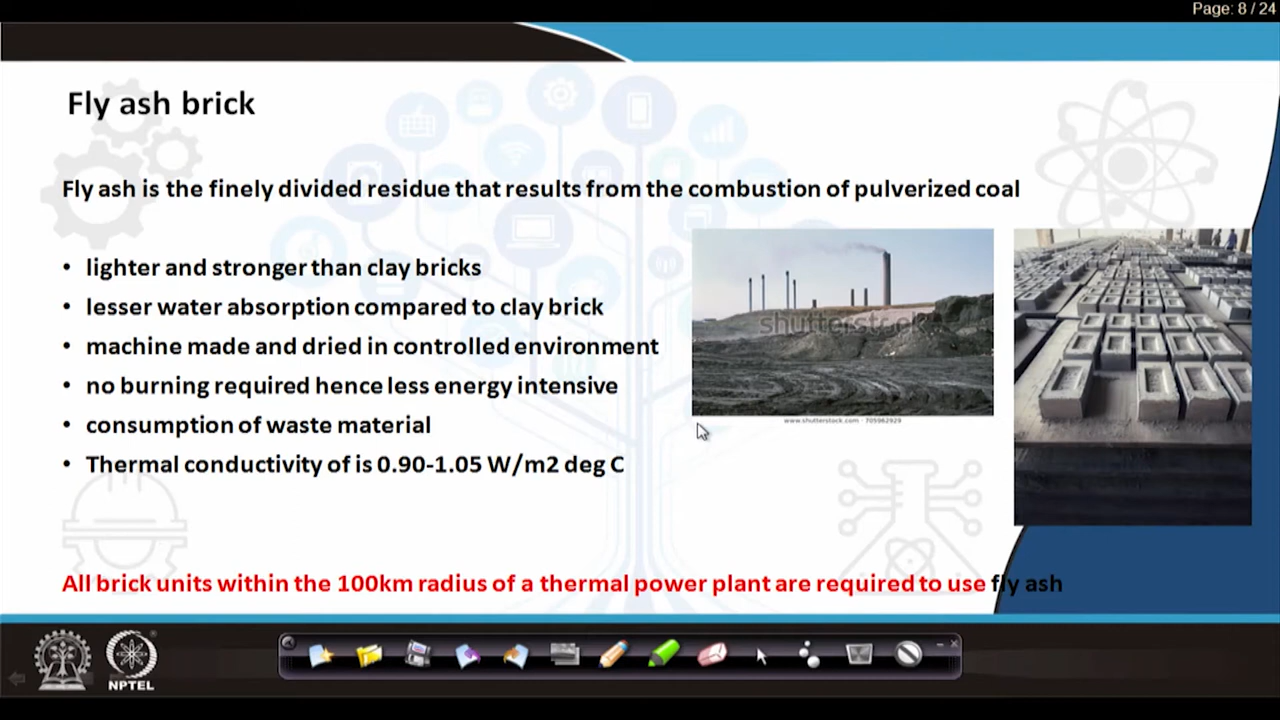 Page: 8 / 24
Fly ash brick
Fly ash is the finely divided residue that results from the combustion of pulverized coal
• lighter and stronger than clay bricks
• lesser water absorption compared to clay brick
• machine made and dried in controlled environment
• no burning required hence less energy intensive
• consumption of waste material
• Thermal conductivity of is 0.90-1.05 W/m2 deg C
shutterstock
www.shutterstock.com · 705962929
All brick units within the 100km radius of a thermal power plant are required to use fly ash
NPTEL